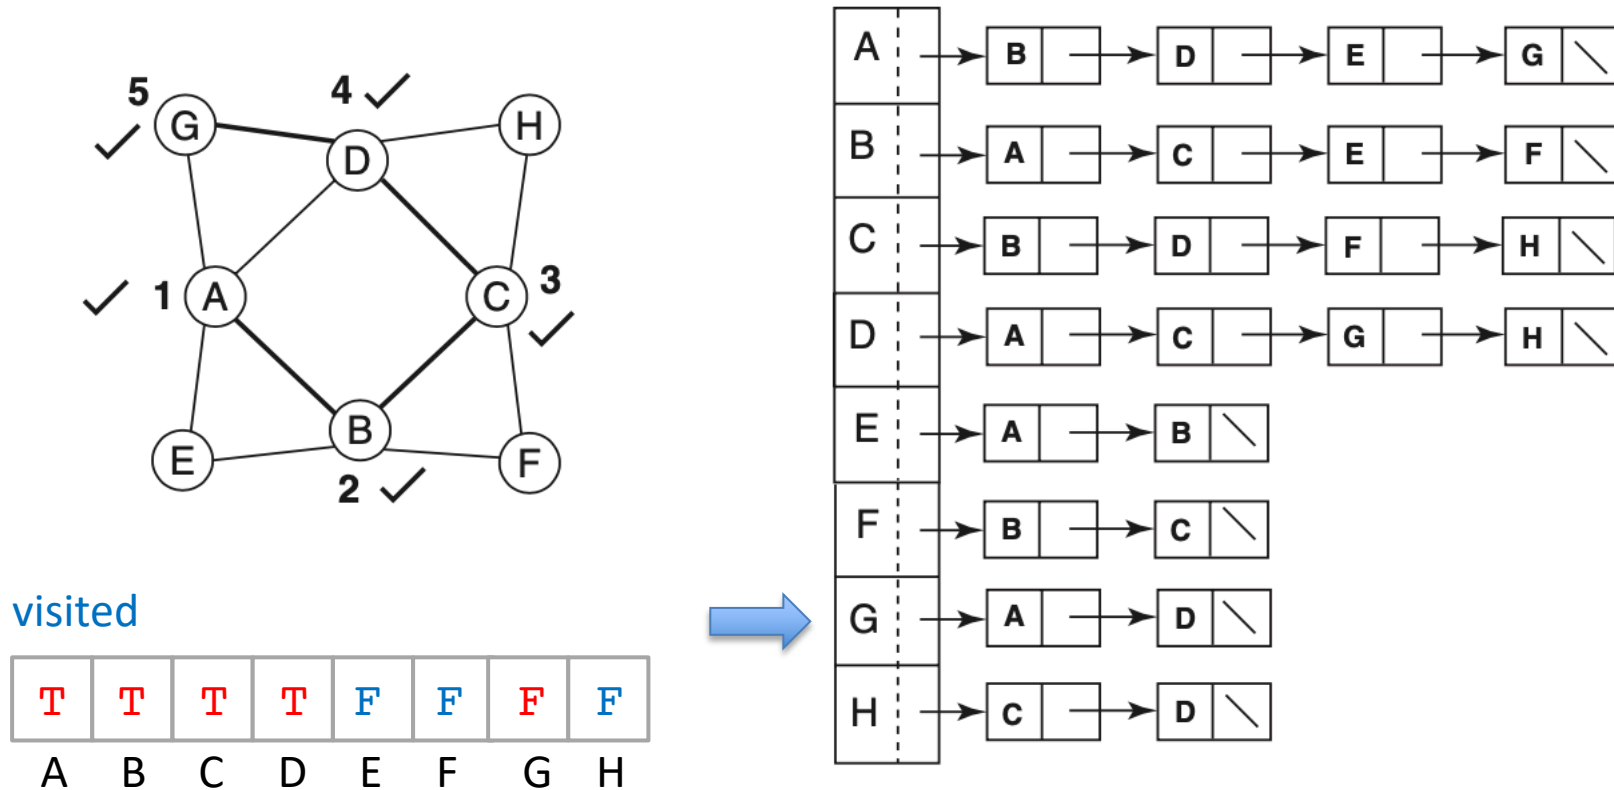 5
4
G
H
D
1
A
C
3
B
E
F
2
visited
T T T T F F F F
A B C D E F G H
A B D E G
B A C E F
C B D F H
D A C G H
E A B
F B C
G A D
H C D